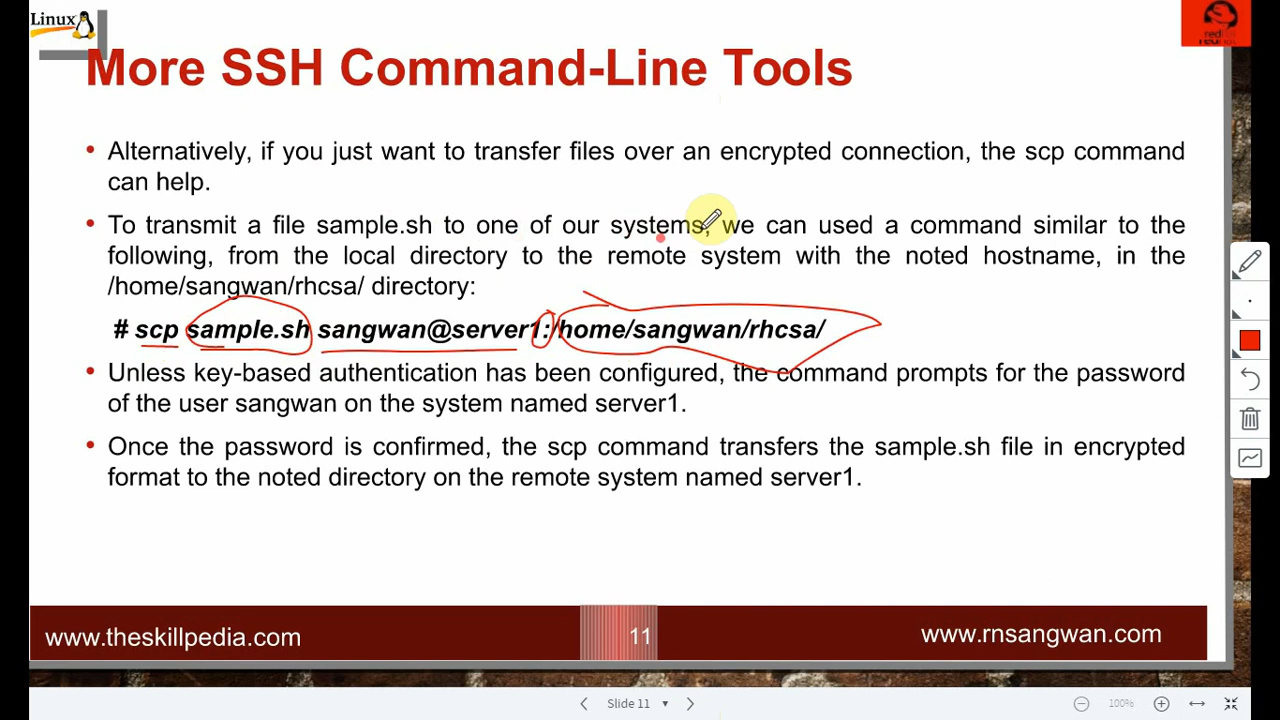 Linux
More SSH Command-Line Tools
• Alternatively, if you just want to transfer files over an encrypted connection, the scp command
can help.
• To transmit a file sample.sh to one of our systems, we can used a command similar to the
following, from the local directory to the remote system with the noted hostname, in the
/home/sangwan/rhcsa/ directory:
# scp sample.sh sangwan@server1:/home/sangwan/rhcsa/
• Unless key-based authentication has been configured, the command prompts for the password
of the user sangwan on the system named server1.
• Once the password is confirmed, the scp command transfers the sample.sh file in encrypted
format to the noted directory on the remote system named server1.
www.theskillpedia.com
11
www.rnsangwan.com
Slide 11
100%